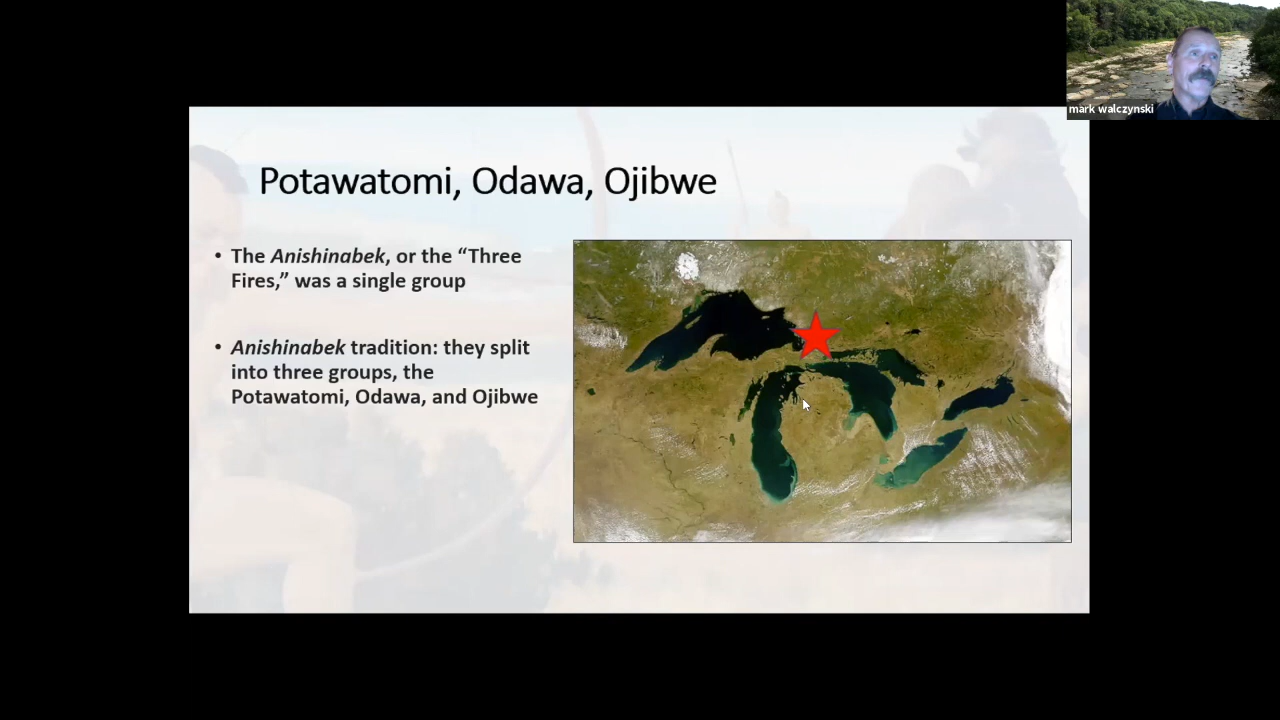 mark walczynski
Potawatomi, Odawa, Ojibwe
• The Anishinabek, or the “Three
Fires,” was a single group
• Anishinabek tradition: they split
into three groups, the
Potawatomi, Odawa, and Ojibwe